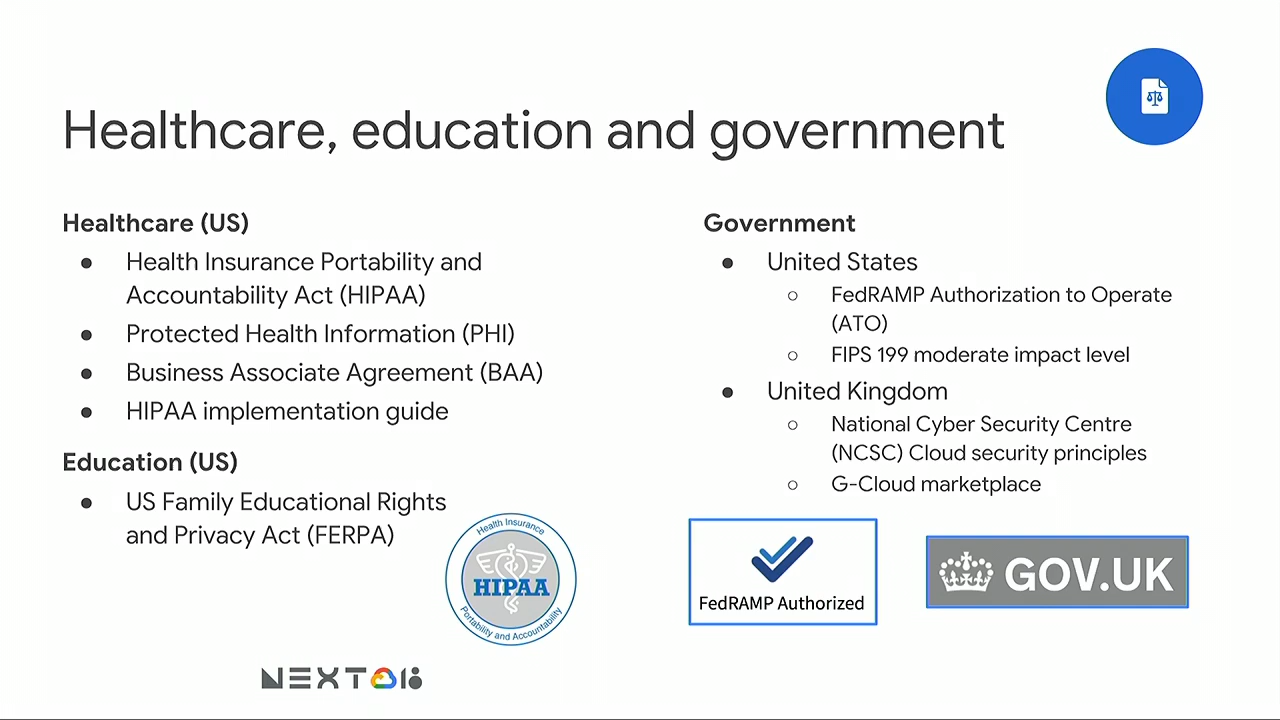 Healthcare, education and government
Healthcare (US)
● Health Insurance Portability and
Accountability Act (HIPAA)
● Protected Health Information (PHI)
● Business Associate Agreement (BAA)
● HIPAA implementation guide
Education (US)
● US Family Educational Rights
and Privacy Act (FERPA)
Health Insurance
HIPAA
Portability and Accountability
Government
● United States
○ FedRAMP Authorization to Operate
(ATO)
○ FIPS 199 moderate impact level
● United Kingdom
○ National Cyber Security Centre
(NCSC) Cloud security principles
○ G-Cloud marketplace
FedRAMP Authorized
GOV.UK
NEXT 18